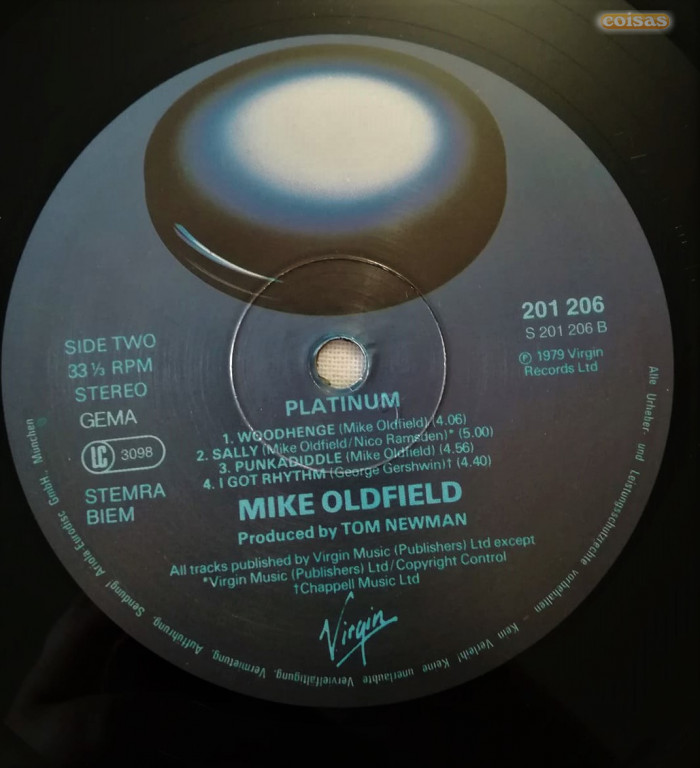 eoisas
201 206
S 201 206 B
℗ 1979 Virgin
Records Ltd
SIDE TWO
33 ⅓ RPM
STEREO
GEMA
LC 3098
STEMRA
BIEM
PLATINUM
1. WOODHENGE (Mike Oldfield) (4.06)
2. SALLY (Mike Oldfield/Nico Ramsden)* (5.00)
3. PUNKADIDDLE (Mike Oldfield) (4.56)
4. I GOT RHYTHM (George Gershwin)† (4.40)
MIKE OLDFIELD
Produced by TOM NEWMAN
All tracks published by Virgin Music (Publishers) Ltd except
*Virgin Music (Publishers) Ltd/Copyright Control
†Chappell Music Ltd
Virgin
Alle Urheber- und Leistungsschutzrechte vorbehalten – Kein Verleih! Keine unerlaubte Vervielfältigung, Vermietung, Aufführung, Sendung! Ariola Eurodisc GmbH., München